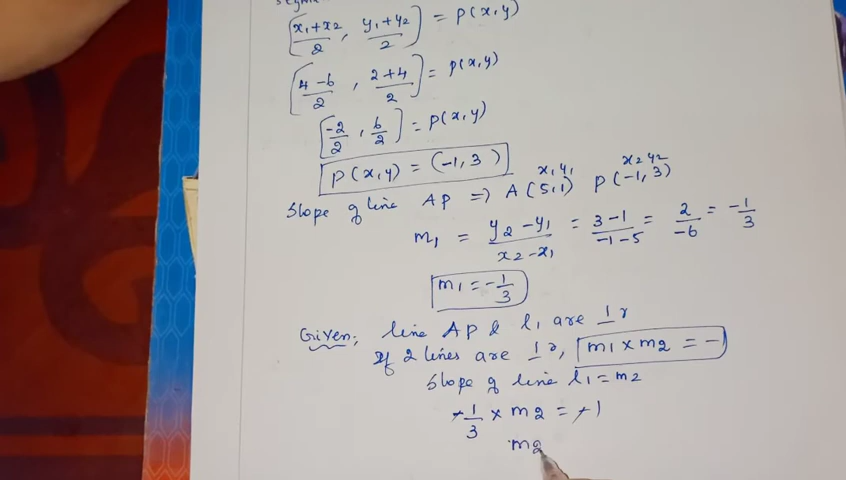 [x₁+x₂/2 , y₁+y₂/2] = P(x,y)
[4-6/2 , 2+4/2] = P(x,y)
[-2/2 , 6/2] = P(x,y)
P(x,y) = (-1, 3)
x₁ y₁ x₂ y₂
Slope of line AP => A(5,1) P(-1,3)
m₁ = y₂-y₁/x₂-x₁ = 3-1/-1-5 = 2/-6 = -1/3
m₁ = -1/3
Given; line AP & l₁ are ⊥r
If 2 lines are ⊥r, m₁ x m₂ = -1
Slope of line l₁ = m₂
-1/3 x m₂ = -1
m₂